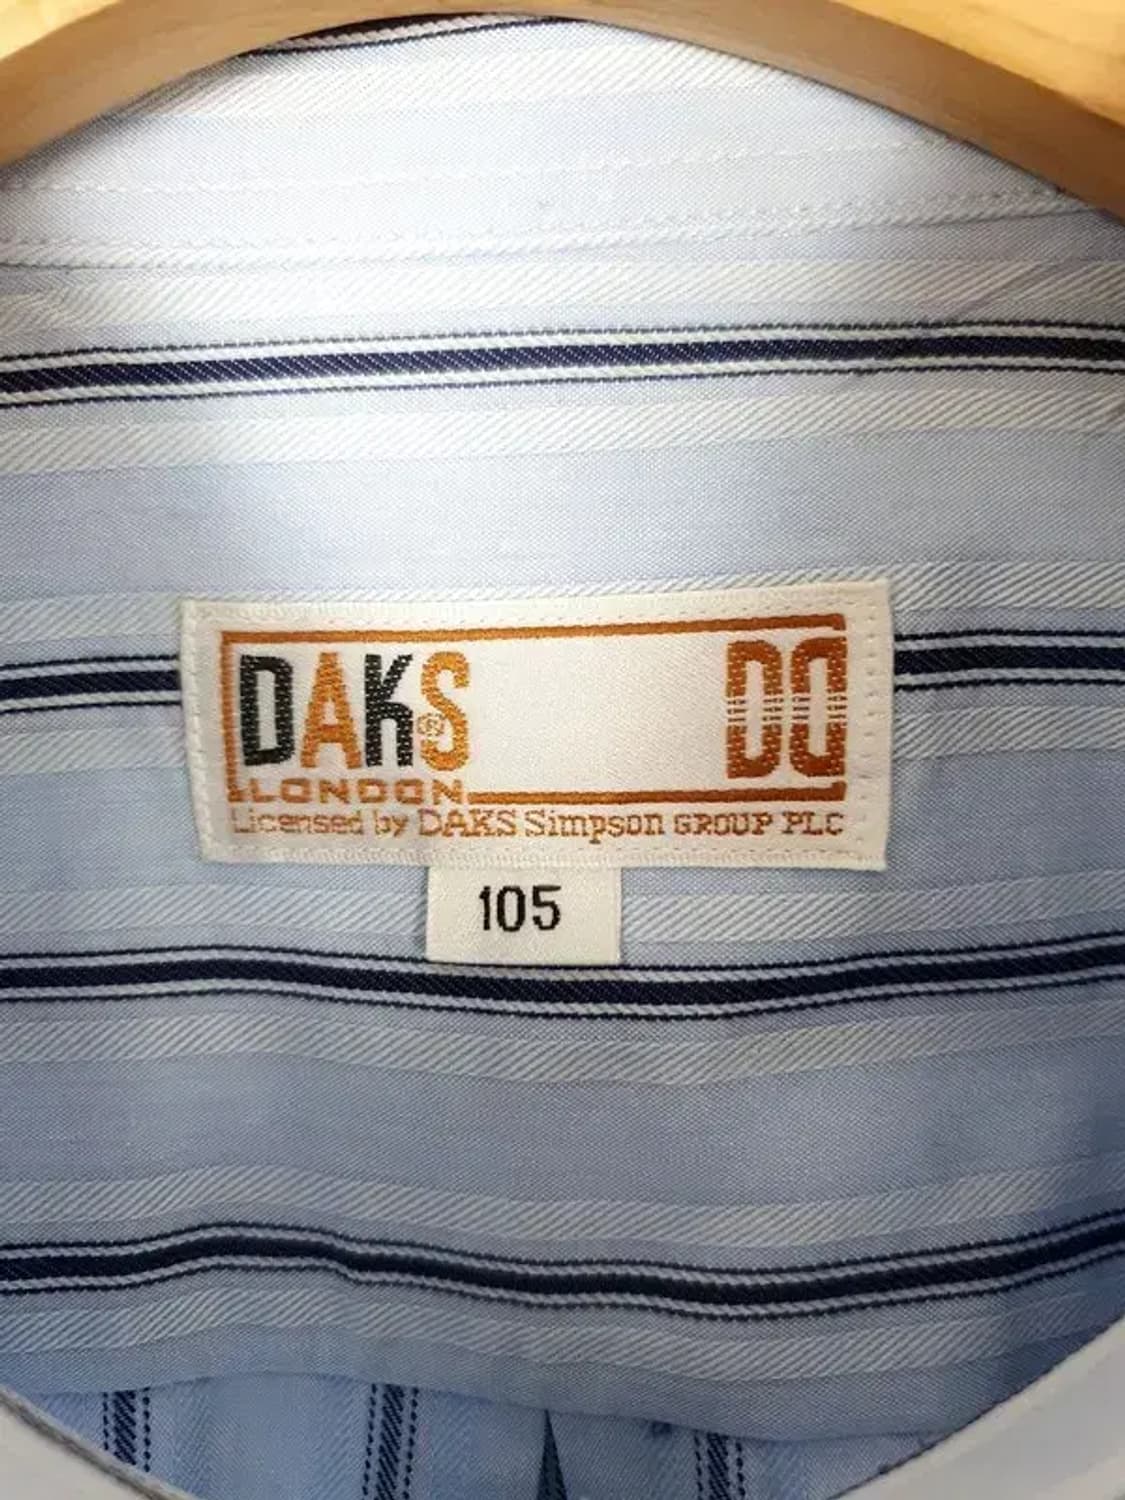 DAKS®
DD
LONDON
Licensed by DAKS Simpson GROUP PLC
105